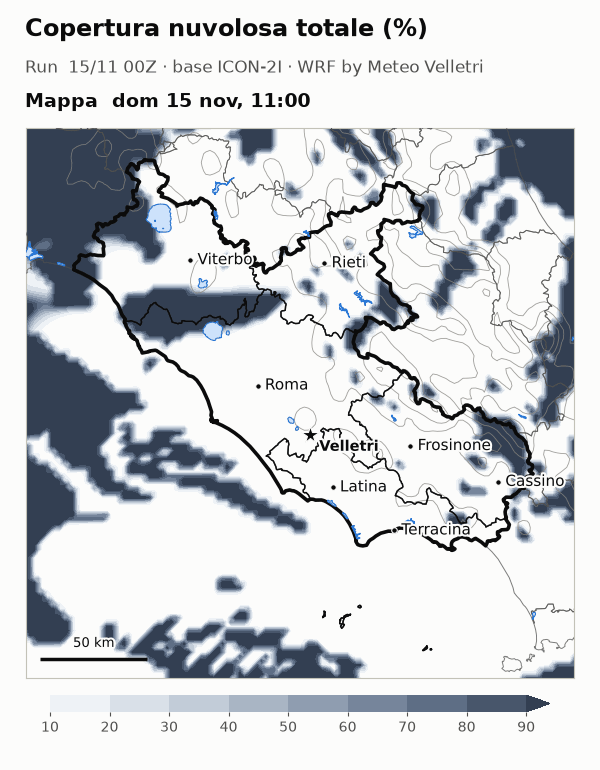 Copertura nuvolosa totale (%)
Run 15/11 00Z · base ICON-2I · WRF by Meteo Velletri
Mappa dom 15 nov, 11:00
Viterbo
Rieti
Roma
Velletri
Frosinone
Cassino
Latina
Terracina
50 km
10 20 30 40 50 60 70 80 90